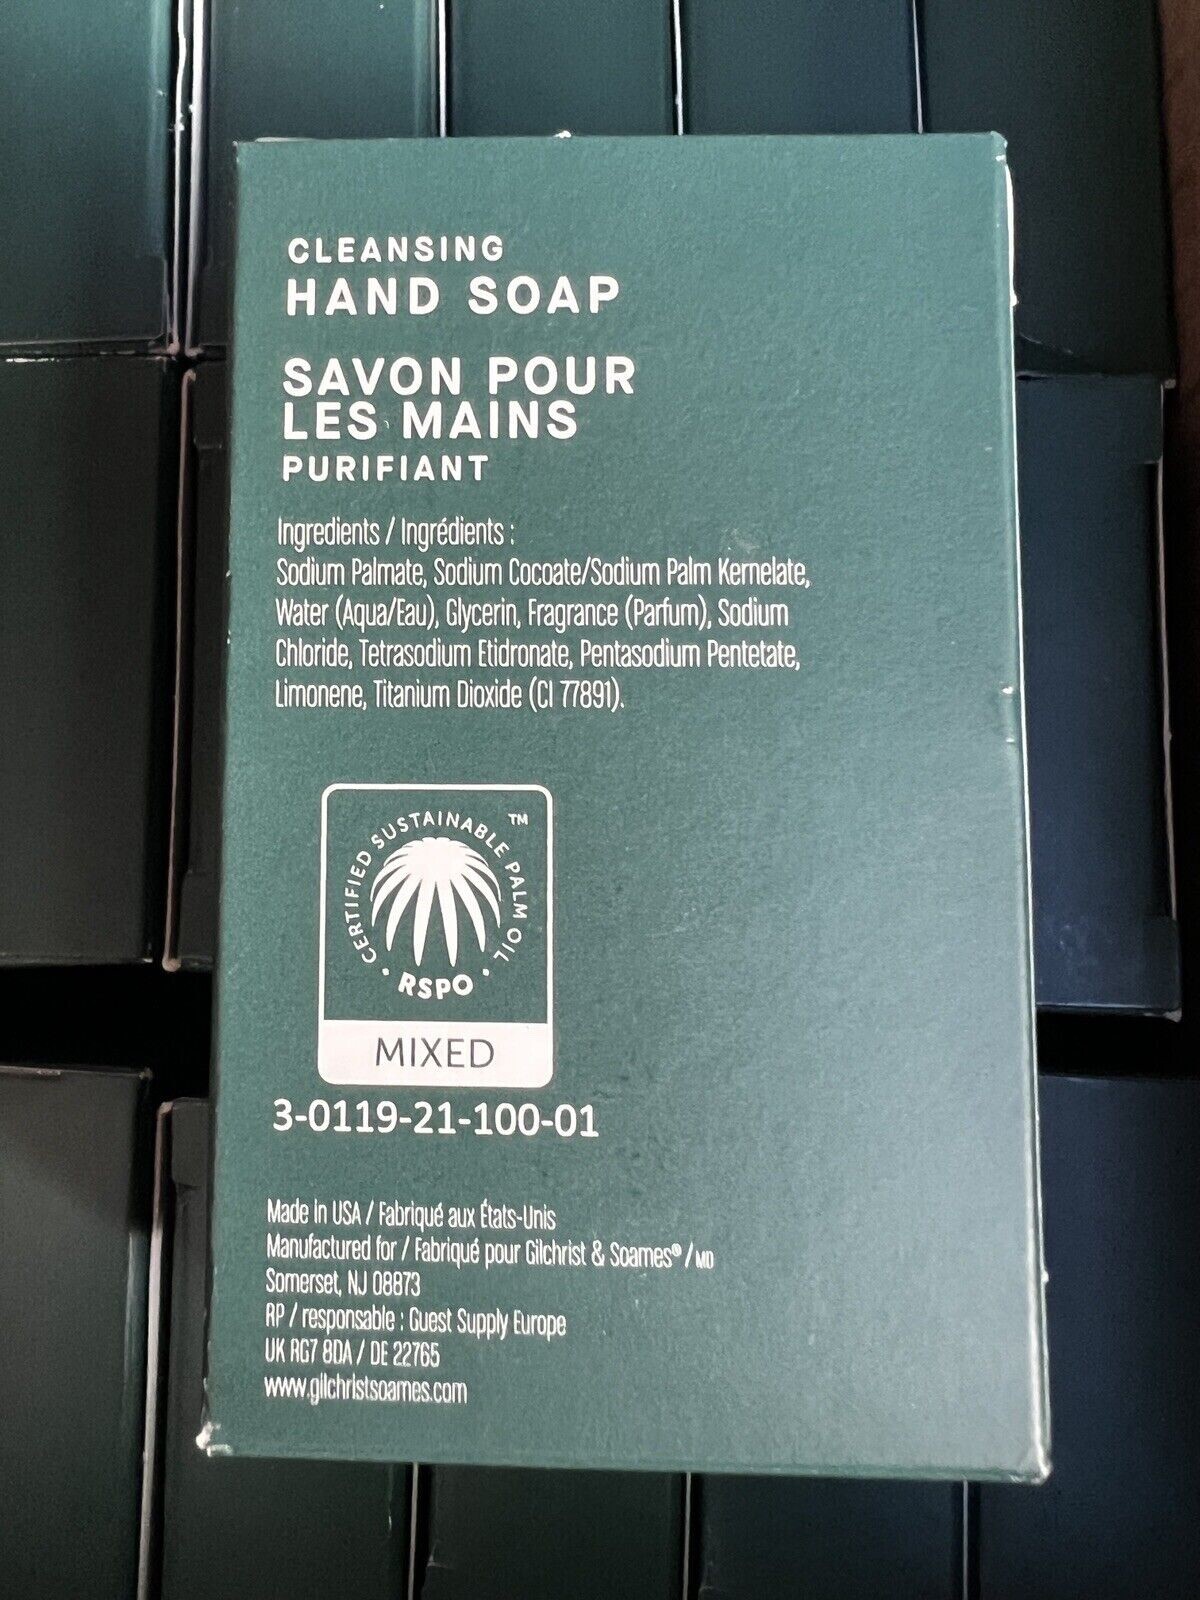 CLEANSING
HAND SOAP
SAVON POUR
LES MAINS
PURIFIANT
Ingredients / Ingrédients :
Sodium Palmate, Sodium Cocoate/Sodium Palm Kernelate,
Water (Aqua/Eau), Glycerin, Fragrance (Parfum), Sodium
Chloride, Tetrasodium Etidronate, Pentasodium Pentetate,
Limonene, Titanium Dioxide (CI 77891).
CERTIFIED SUSTAINABLE PALM OIL ™
RSPO
MIXED
3-0119-21-100-01
Made in USA / Fabriqué aux États-Unis
Manufactured for / Fabriqué pour Gilchrist & Soames® / MD
Somerset, NJ 08873
RP / responsable : Guest Supply Europe
UK RG7 8DA / DE 22765
www.gilchristsoames.com